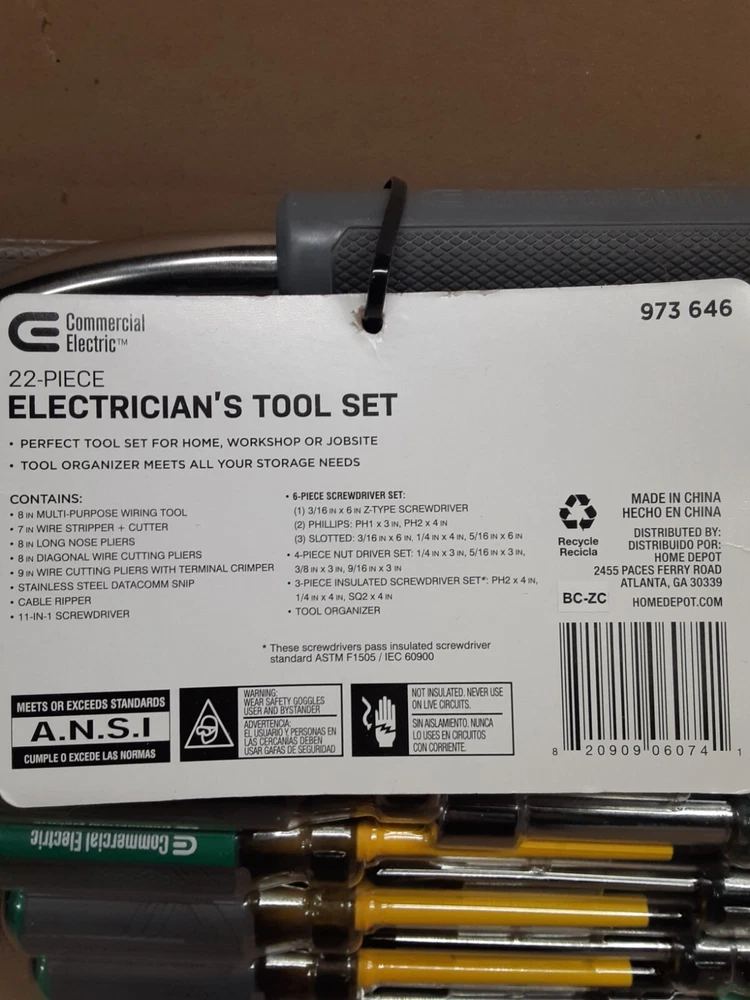 973 646
Commercial
Electric™
22-PIECE
ELECTRICIAN'S TOOL SET
• PERFECT TOOL SET FOR HOME, WORKSHOP OR JOBSITE
• TOOL ORGANIZER MEETS ALL YOUR STORAGE NEEDS
CONTAINS:
• 8 IN MULTI-PURPOSE WIRING TOOL
• 7 IN WIRE STRIPPER + CUTTER
• 8 IN LONG NOSE PLIERS
• 8 IN DIAGONAL WIRE CUTTING PLIERS
• 9 IN WIRE CUTTING PLIERS WITH TERMINAL CRIMPER
• STAINLESS STEEL DATACOMM SNIP
• CABLE RIPPER
• 11-IN-1 SCREWDRIVER
• 6-PIECE SCREWDRIVER SET:
(1) 3/16 IN x 6 IN Z-TYPE SCREWDRIVER
(2) PHILLIPS: PH1 x 3 IN, PH2 x 4 IN
(3) SLOTTED: 3/16 IN x 6 IN. 1/4 IN x 4 IN, 5/16 IN x 6 IN
• 4-PIECE NUT DRIVER SET: 1/4 IN x 3 IN, 5/16 IN x 3 IN,
3/8 IN x 3 IN, 9/16 IN x 3 IN
• 3-PIECE INSULATED SCREWDRIVER SET*: PH2 x 4 IN,
1/4 IN x 4 IN, SQ2 x 4 IN
• TOOL ORGANIZER
* These screwdrivers pass insulated screwdriver
standard ASTM F1505 / IEC 60900
Recycle
Recicla
MADE IN CHINA
HECHO EN CHINA
DISTRIBUTED BY:
DISTRIBUIDO POR:
HOME DEPOT
2455 PACES FERRY ROAD
ATLANTA, GA 30339
BC-ZC
HOMEDEPOT.COM
MEETS OR EXCEEDS STANDARDS
A.N.S.I
CUMPLE O EXCEDE LAS NORMAS
WARNING:
WEAR SAFETY GOGGLES
USER AND BYSTANDER
ADVERTENCIA:
EL USUARIO Y PERSONAS EN
LAS CERCANÍAS DEBEN
USAR GAFAS DE SEGURIDAD
NOT INSULATED. NEVER USE
ON LIVE CIRCUITS.
SIN AISLAMIENTO. NUNCA
LO USES EN CIRCUITOS
CON CORRIENTE.
8 20909 06074 1
Commercial Electric